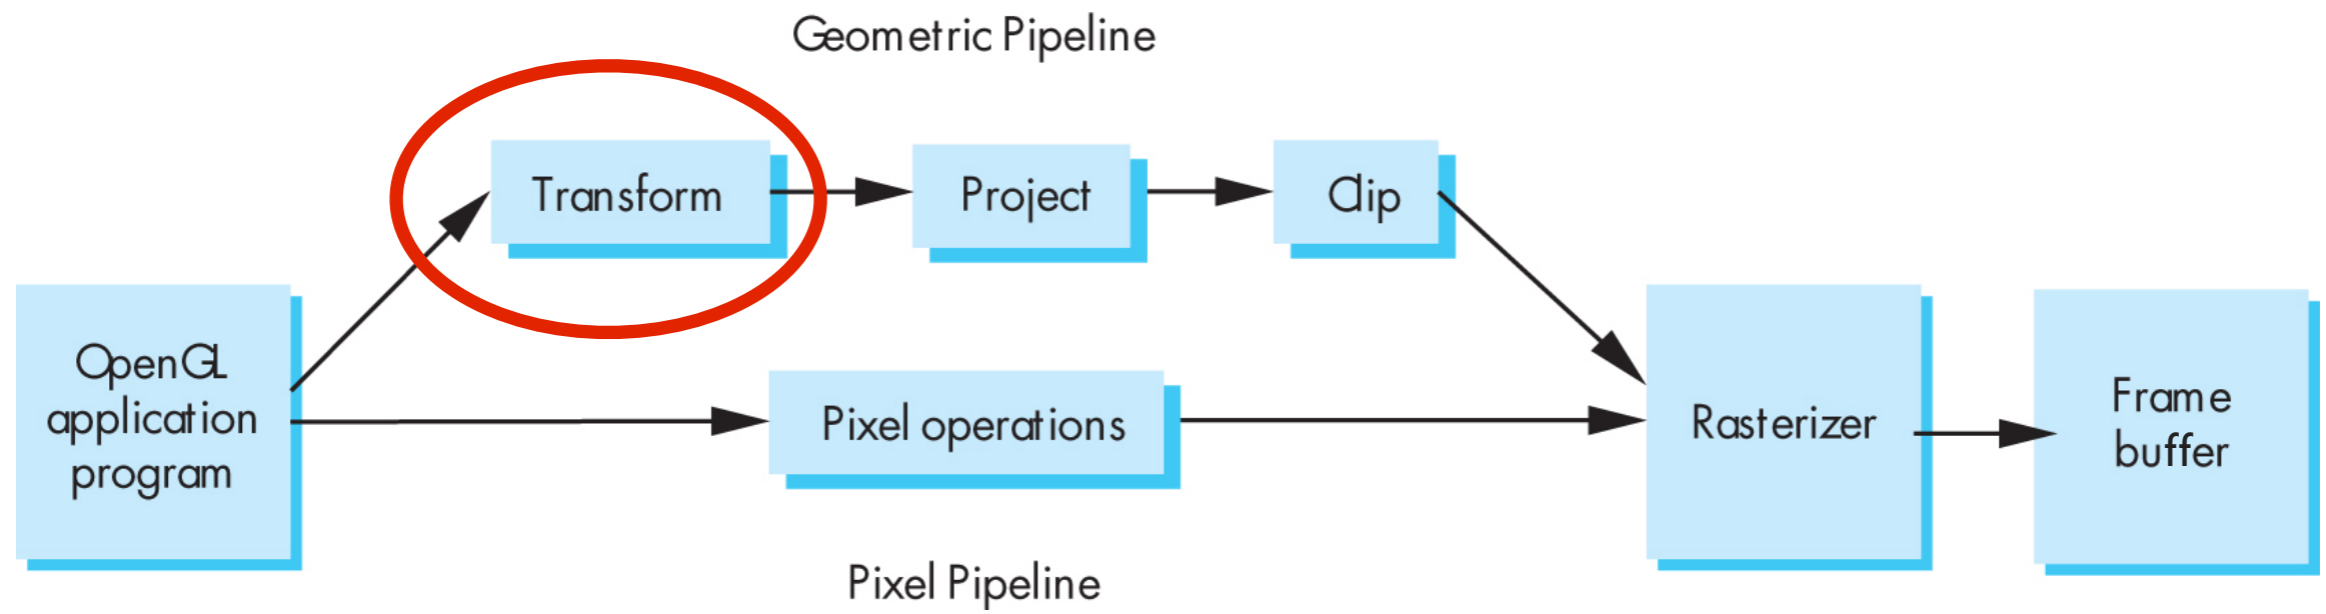 Geometric Pipeline
Transform
Project
Clip
OpenGL
application
program
Pixel operations
Rasterizer
Frame
buffer
Pixel Pipeline